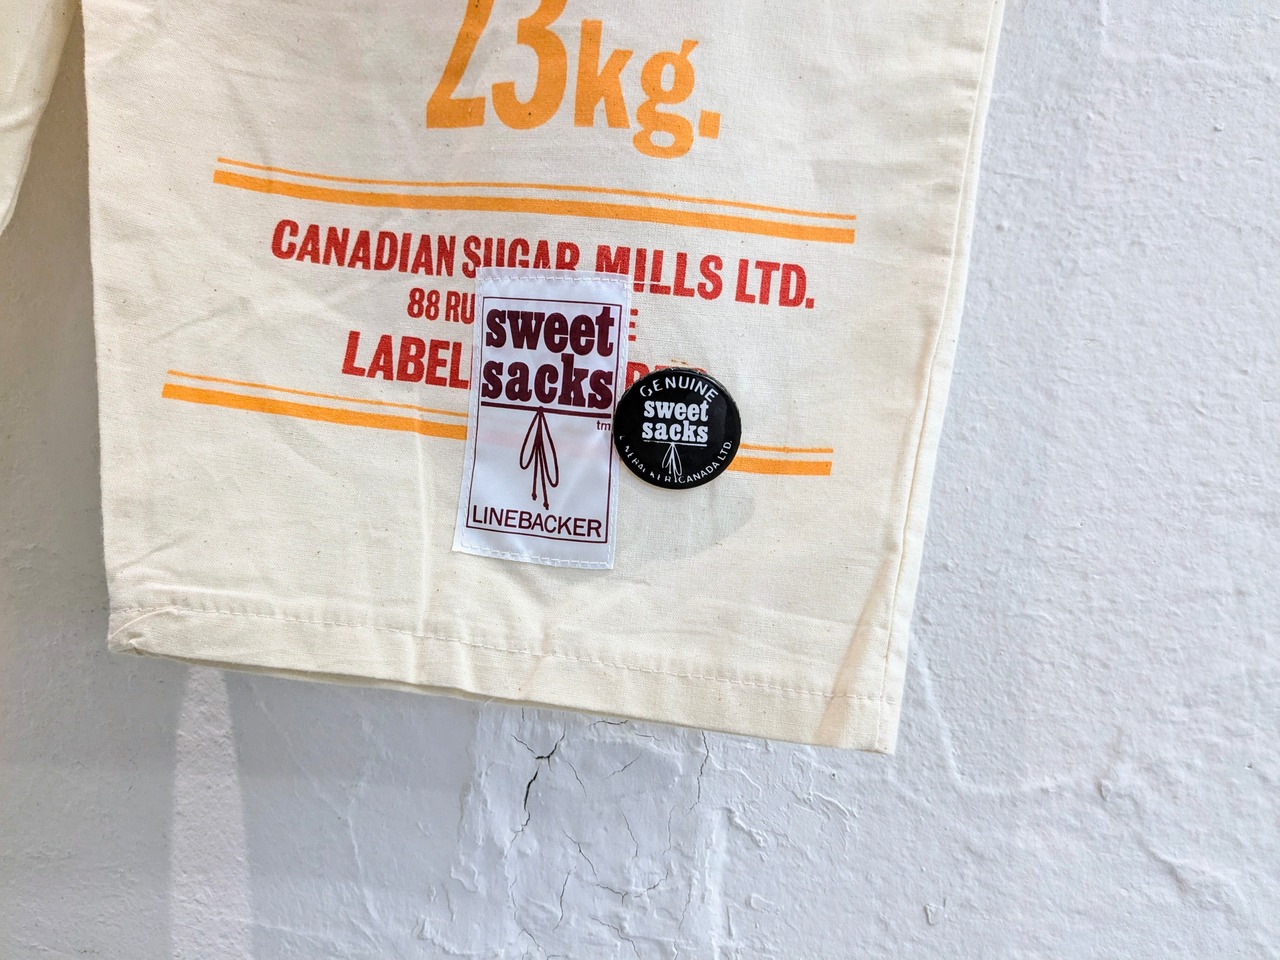 23kg.
CANADIAN SUGAR MILLS LTD.
88 RU
LABEL
sweet
sacks
tm
LINEBACKER
GENUINE
sweet
sacks
CANADA LTD.